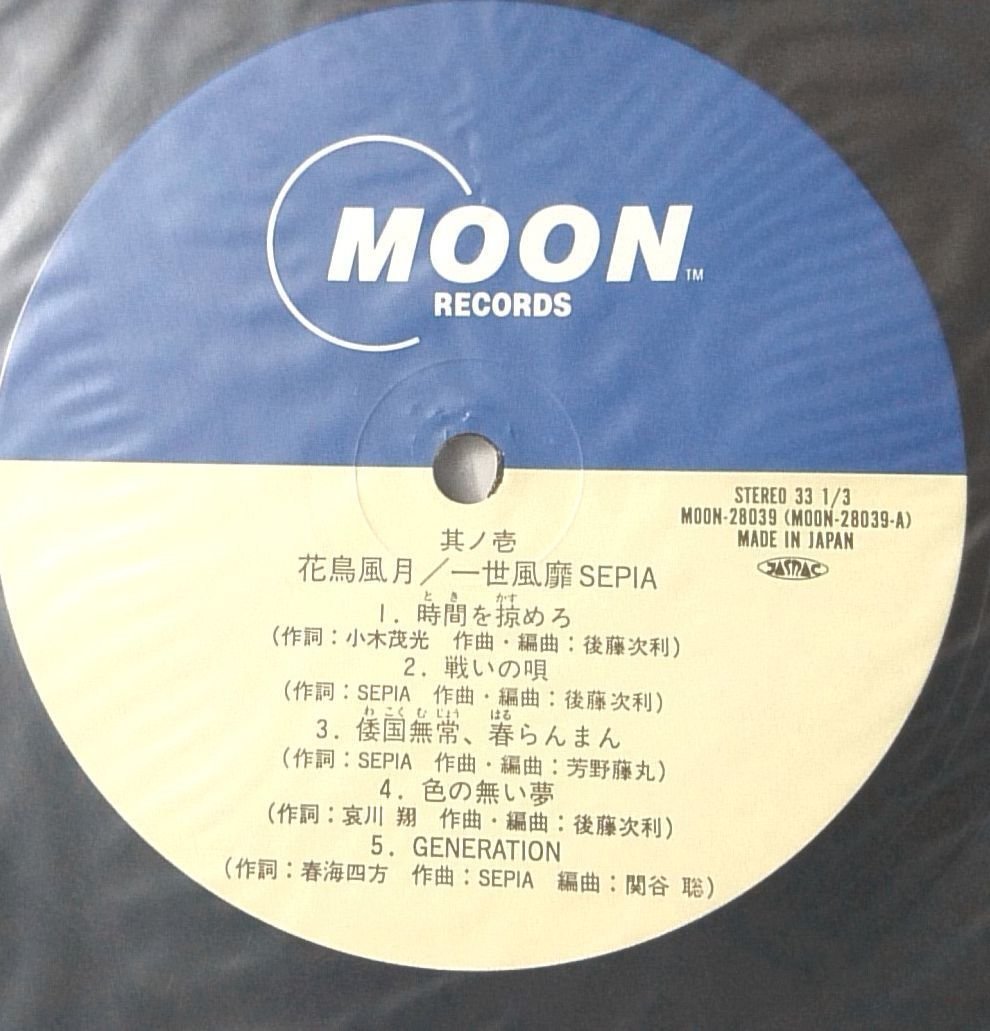 MOON TM
RECORDS
STEREO 33 1/3
MOON-28039 (MOON-28039-A)
MADE IN JAPAN
JASRAC
其ノ壱
花鳥風月／一世風靡SEPIA
とき かす
1. 時間を掠めろ
(作詞：小木茂光 作曲・編曲：後藤次利)
2. 戦いの唄
(作詞：SEPIA 作曲・編曲：後藤次利)
わこくむじょう はる
3. 倭国無常、春らんまん
(作詞：SEPIA 作曲・編曲：芳野藤丸)
4. 色の無い夢
(作詞：哀川 翔 作曲・編曲：後藤次利)
5. GENERATION
(作詞：春海四方 作曲：SEPIA 編曲：関谷 聡)